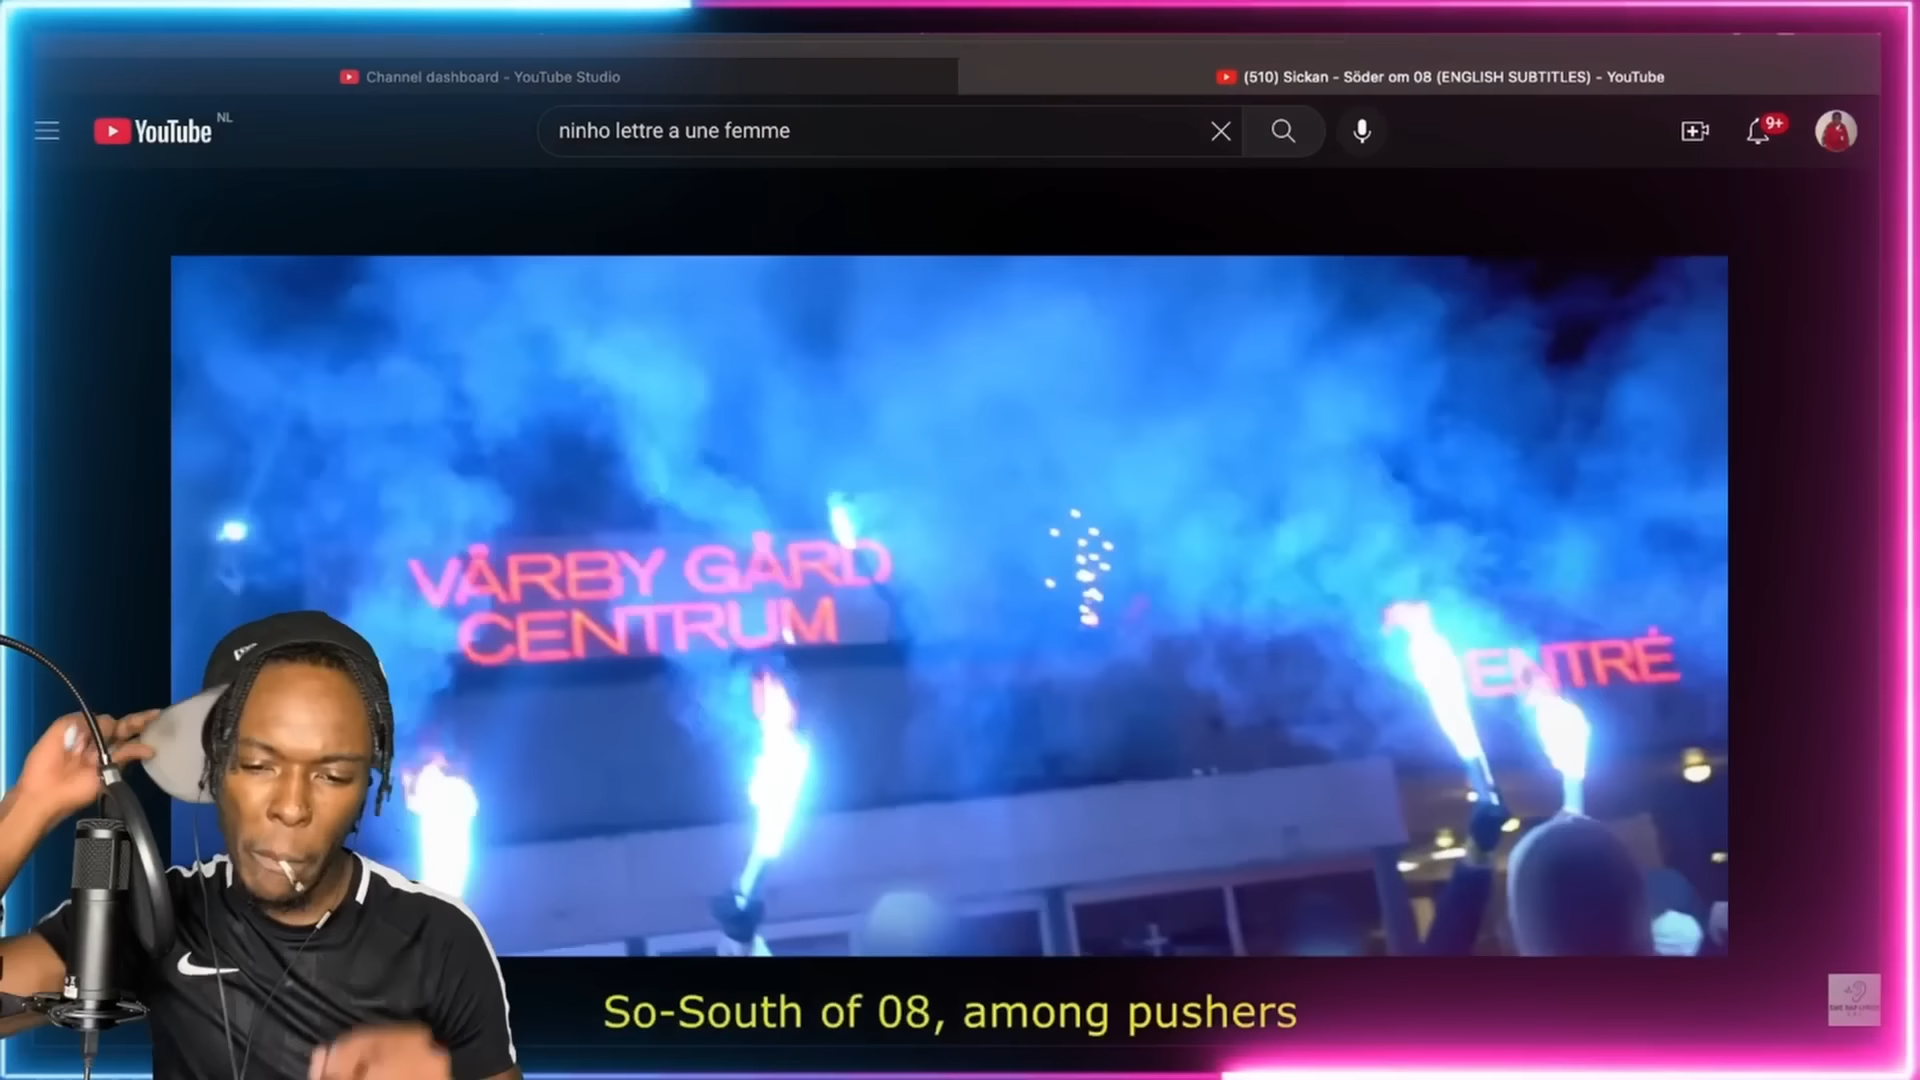 Channel dashboard - YouTube Studio
(510) Sickan - Söder om 08 (ENGLISH SUBTITLES) - YouTube
YouTube NL
ninho lettre a une femme
9+
VÅRBY GÅRD
CENTRUM
ENTRÉ
So-South of 08, among pushers